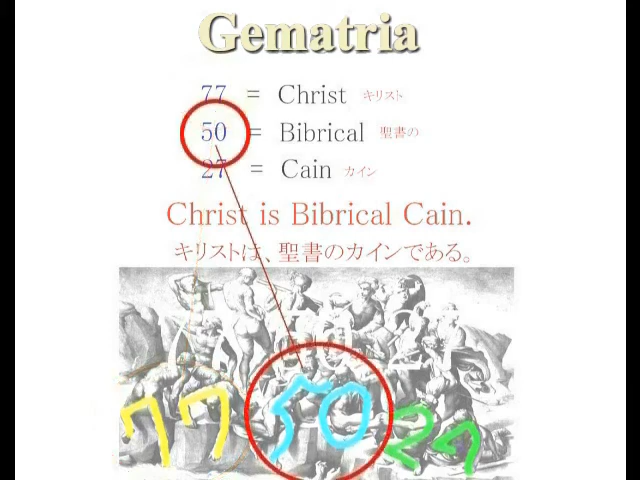 Gematria
77 = Christ キリスト
50 = Bibrical 聖書の
27 = Cain カイン
Christ is Bibrical Cain.
キリストは、聖書のカインである。
77 50 27